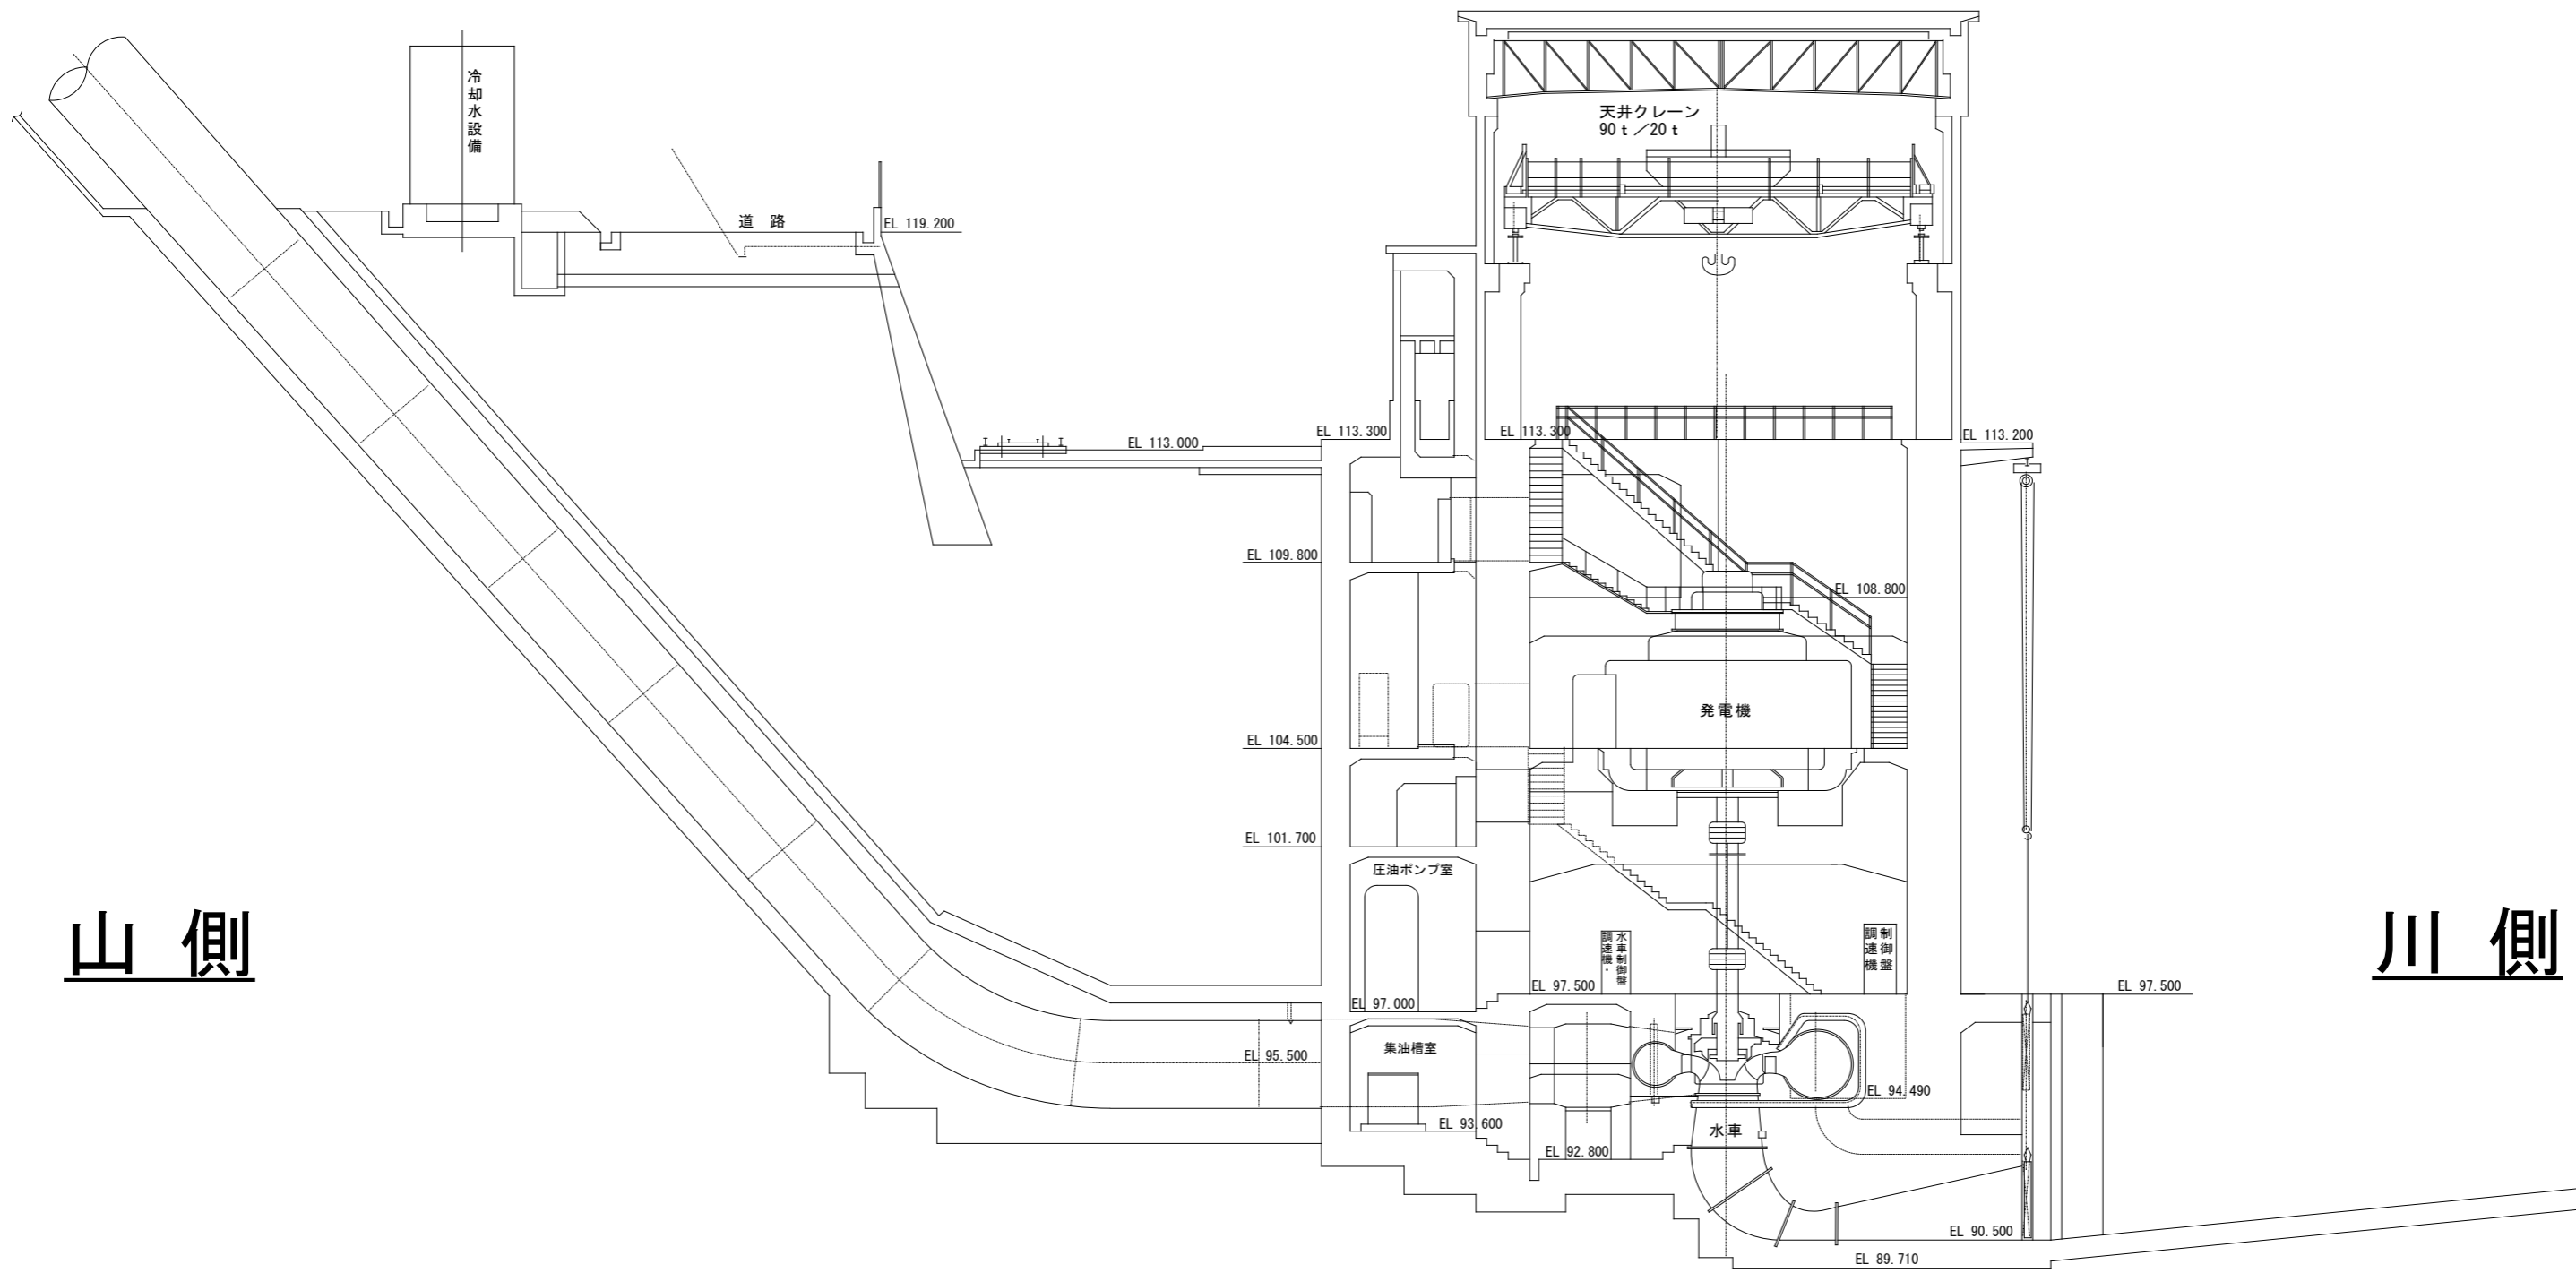 冷却水設備
天井クレーン
90ｔ／20ｔ
道　路
EL 119.200
EL 113.000
EL 113.300
EL 113.300
EL 113.200
EL 109.800
EL 108.800
発電機
EL 104.500
EL 101.700
圧油ポンプ室
山 側
川 側
水車制御盤
調速機・
制御盤
調速機
EL 97.000
EL 97.500
EL 97.500
集油槽室
EL 95.500
EL 94.490
EL 93.600
水車
EL 92.800
EL 90.500
EL 89.710